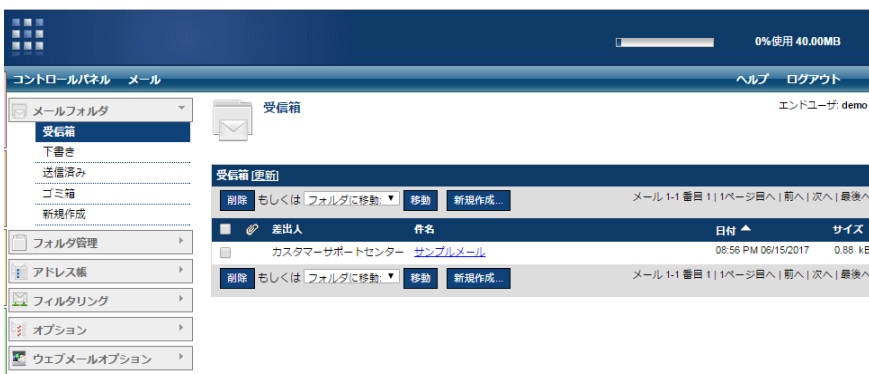 0%使用 40.00MB
コントロールパネル メール ヘルプ ログアウト
メールフォルダ
受信箱
下書き
送信済み
ゴミ箱
新規作成
フォルダ管理
アドレス帳
フィルタリング
オプション
ウェブメールオプション
受信箱
エンドユーザ: demo
受信箱 [更新]
削除 もしくは フォルダに移動: 移動 新規作成... メール 1-1 番目 1 | 1ページ目へ | 前へ | 次へ | 最後へ
差出人 件名 日付 サイズ
カスタマーサポートセンター サンプルメール 08:56 PM 06/15/2017 0.88 kB
削除 もしくは フォルダに移動: 移動 新規作成... メール 1-1 番目 1 | 1ページ目へ | 前へ | 次へ | 最後へ